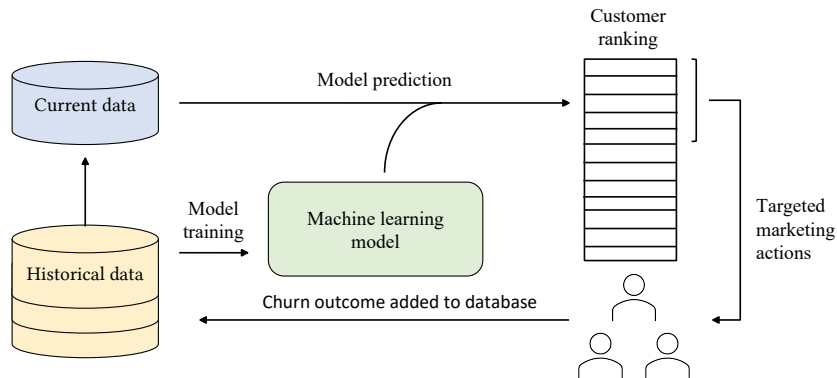 Customer
ranking
Model prediction
Current data
Model
training
Machine learning
model
Targeted
marketing
actions
Historical data
Churn outcome added to database